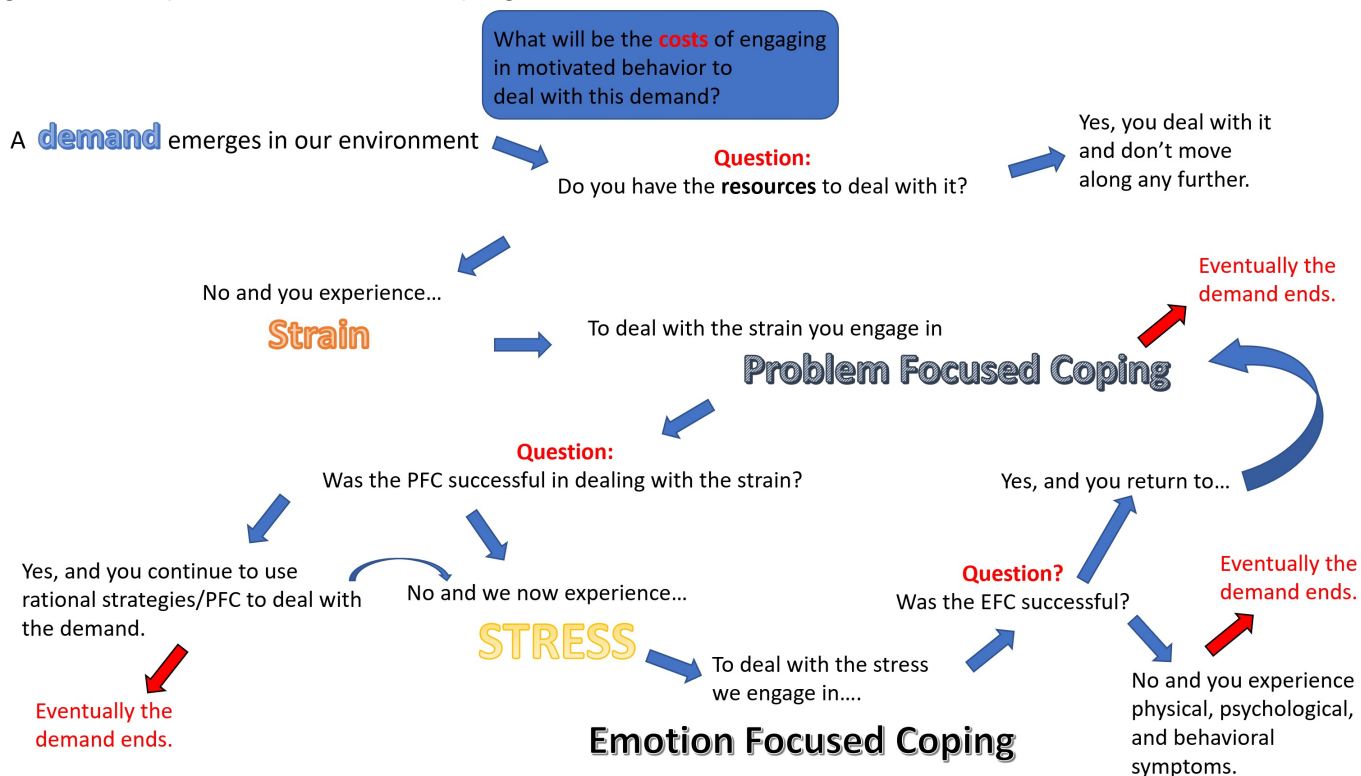 What will be the costs of engaging
in motivated behavior to
deal with this demand?
A demand emerges in our environment
Question:
Do you have the resources to deal with it?
Yes, you deal with it
and don’t move
along any further.
No and you experience…
Strain
To deal with the strain you engage in
Problem Focused Coping
Eventually the
demand ends.
Question:
Was the PFC successful in dealing with the strain?
Yes, and you continue to use
rational strategies/PFC to deal with
the demand.
Eventually the
demand ends.
No and we now experience…
STRESS
To deal with the stress
we engage in….
Emotion Focused Coping
Question?
Was the EFC successful?
Yes, and you return to…
No and you experience
physical, psychological,
and behavioral
symptoms.
Eventually the
demand ends.